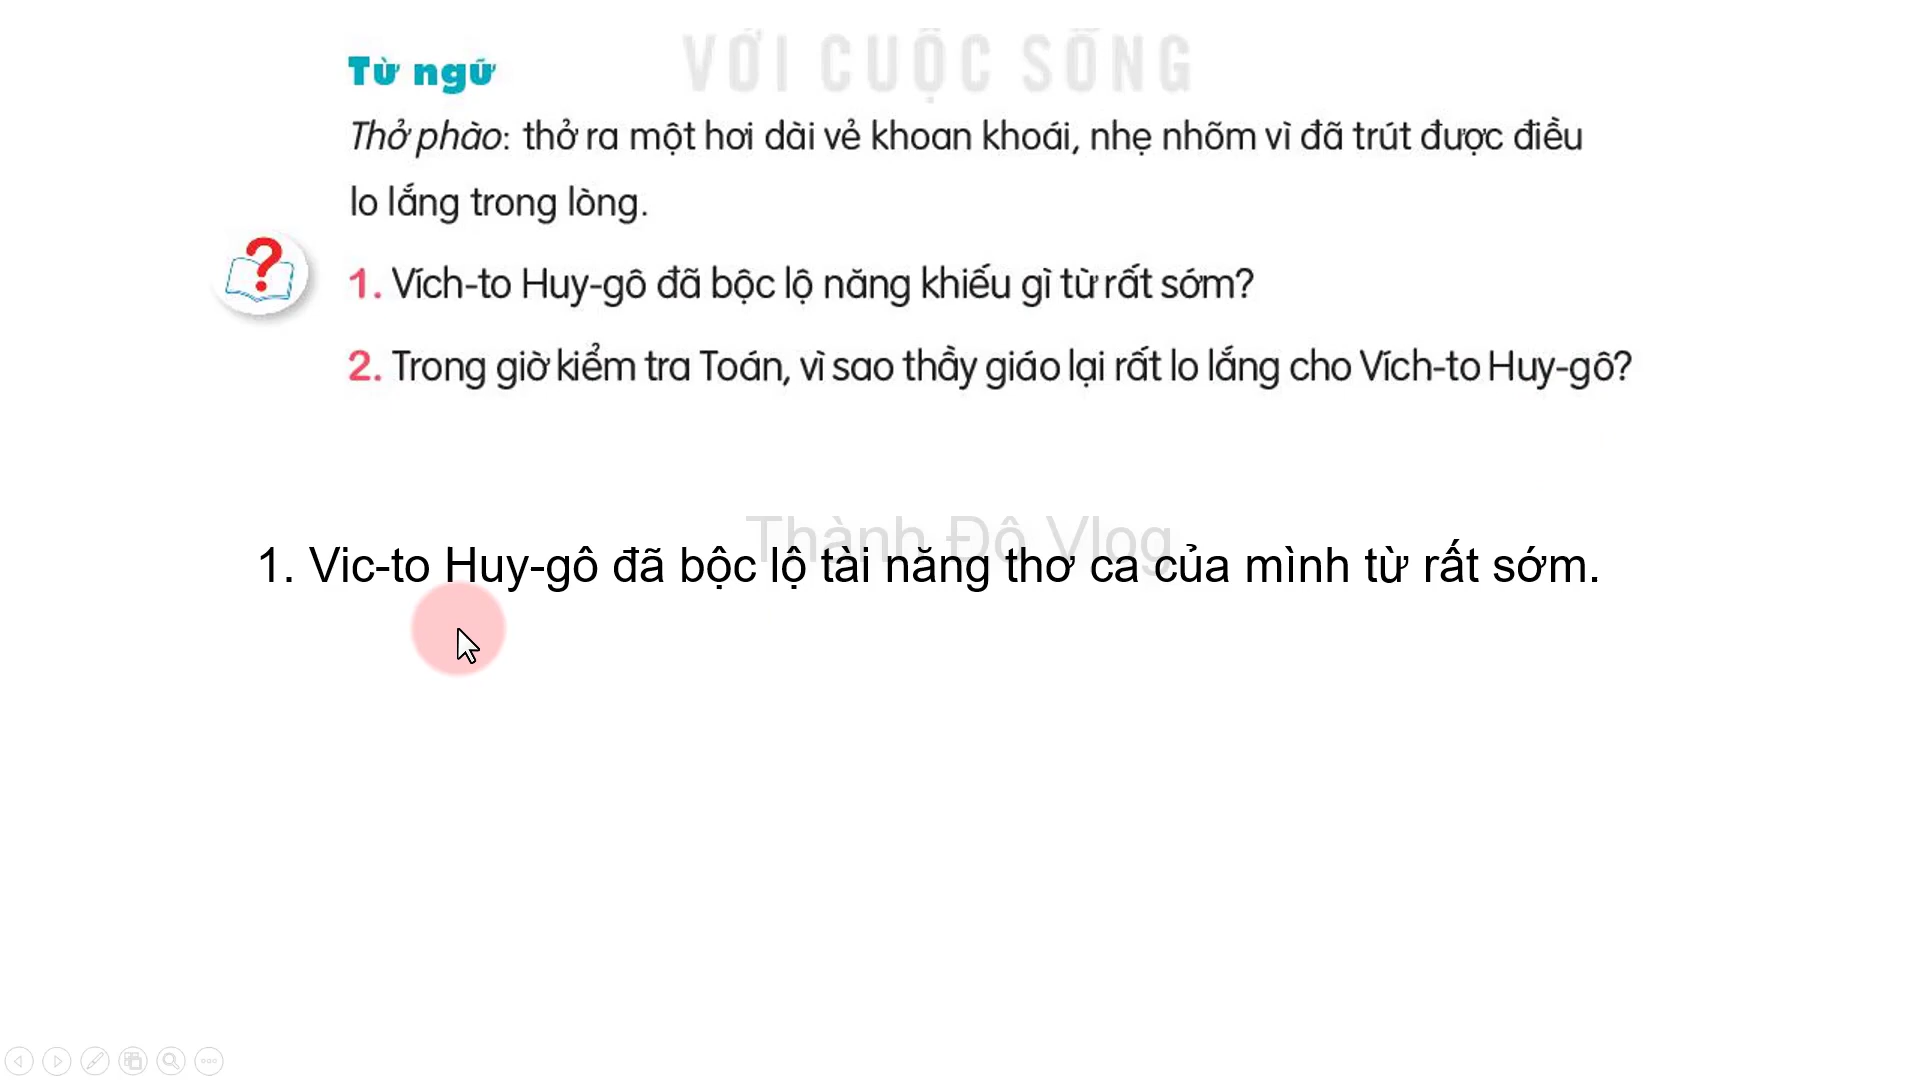 VỚI CUỘC SỐNG
Từ ngữ
Thở phào: thở ra một hơi dài vẻ khoan khoái, nhẹ nhõm vì đã trút được điều
lo lắng trong lòng.
1. Vích-to Huy-gô đã bộc lộ năng khiếu gì từ rất sớm?
2. Trong giờ kiểm tra Toán, vì sao thầy giáo lại rất lo lắng cho Vích-to Huy-gô?
Thành Đô Vlog
1. Vic-to Huy-gô đã bộc lộ tài năng thơ ca của mình từ rất sớm.